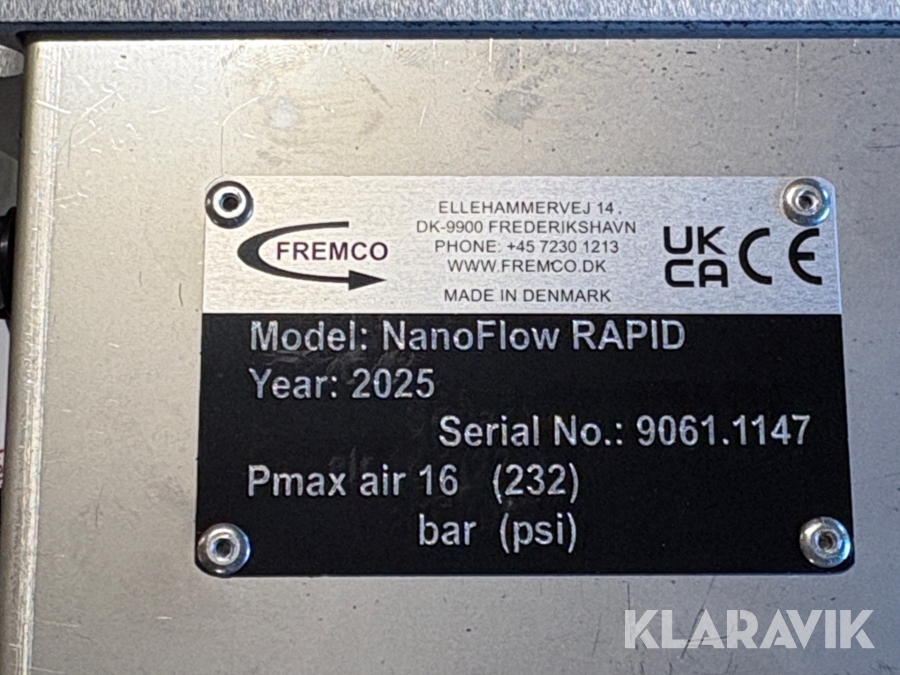 FREMCO
ELLEHAMMERVEJ 14,
DK-9900 FREDERIKSHAVN
PHONE: +45 7230 1213
WWW.FREMCO.DK
MADE IN DENMARK
UK
CA
CE
Model: NanoFlow RAPID
Year: 2025
Serial No.: 9061.1147
Pmax air 16 (232)
bar (psi)
KLARAVIK